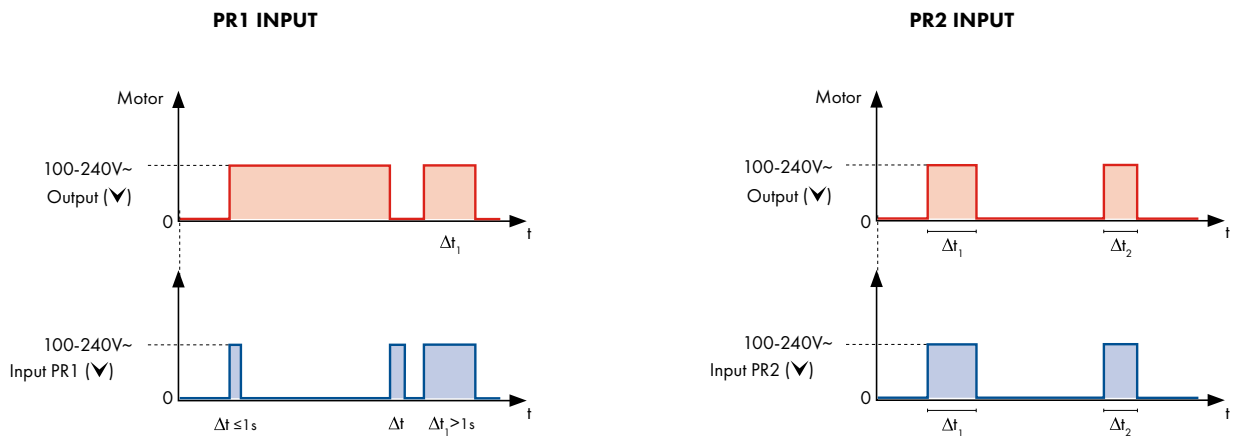 PR1 INPUT
Motor
100-240V~
Output (⮟)
0
t
Δt₁
100-240V~
Input PR1 (⮟)
0
t
Δt ≤1s
Δt
Δt₁>1s
PR2 INPUT
Motor
100-240V~
Output (⮟)
0
t
Δt₁
Δt₂
100-240V~
Input PR2 (⮟)
0
t
Δt₁
Δt₂